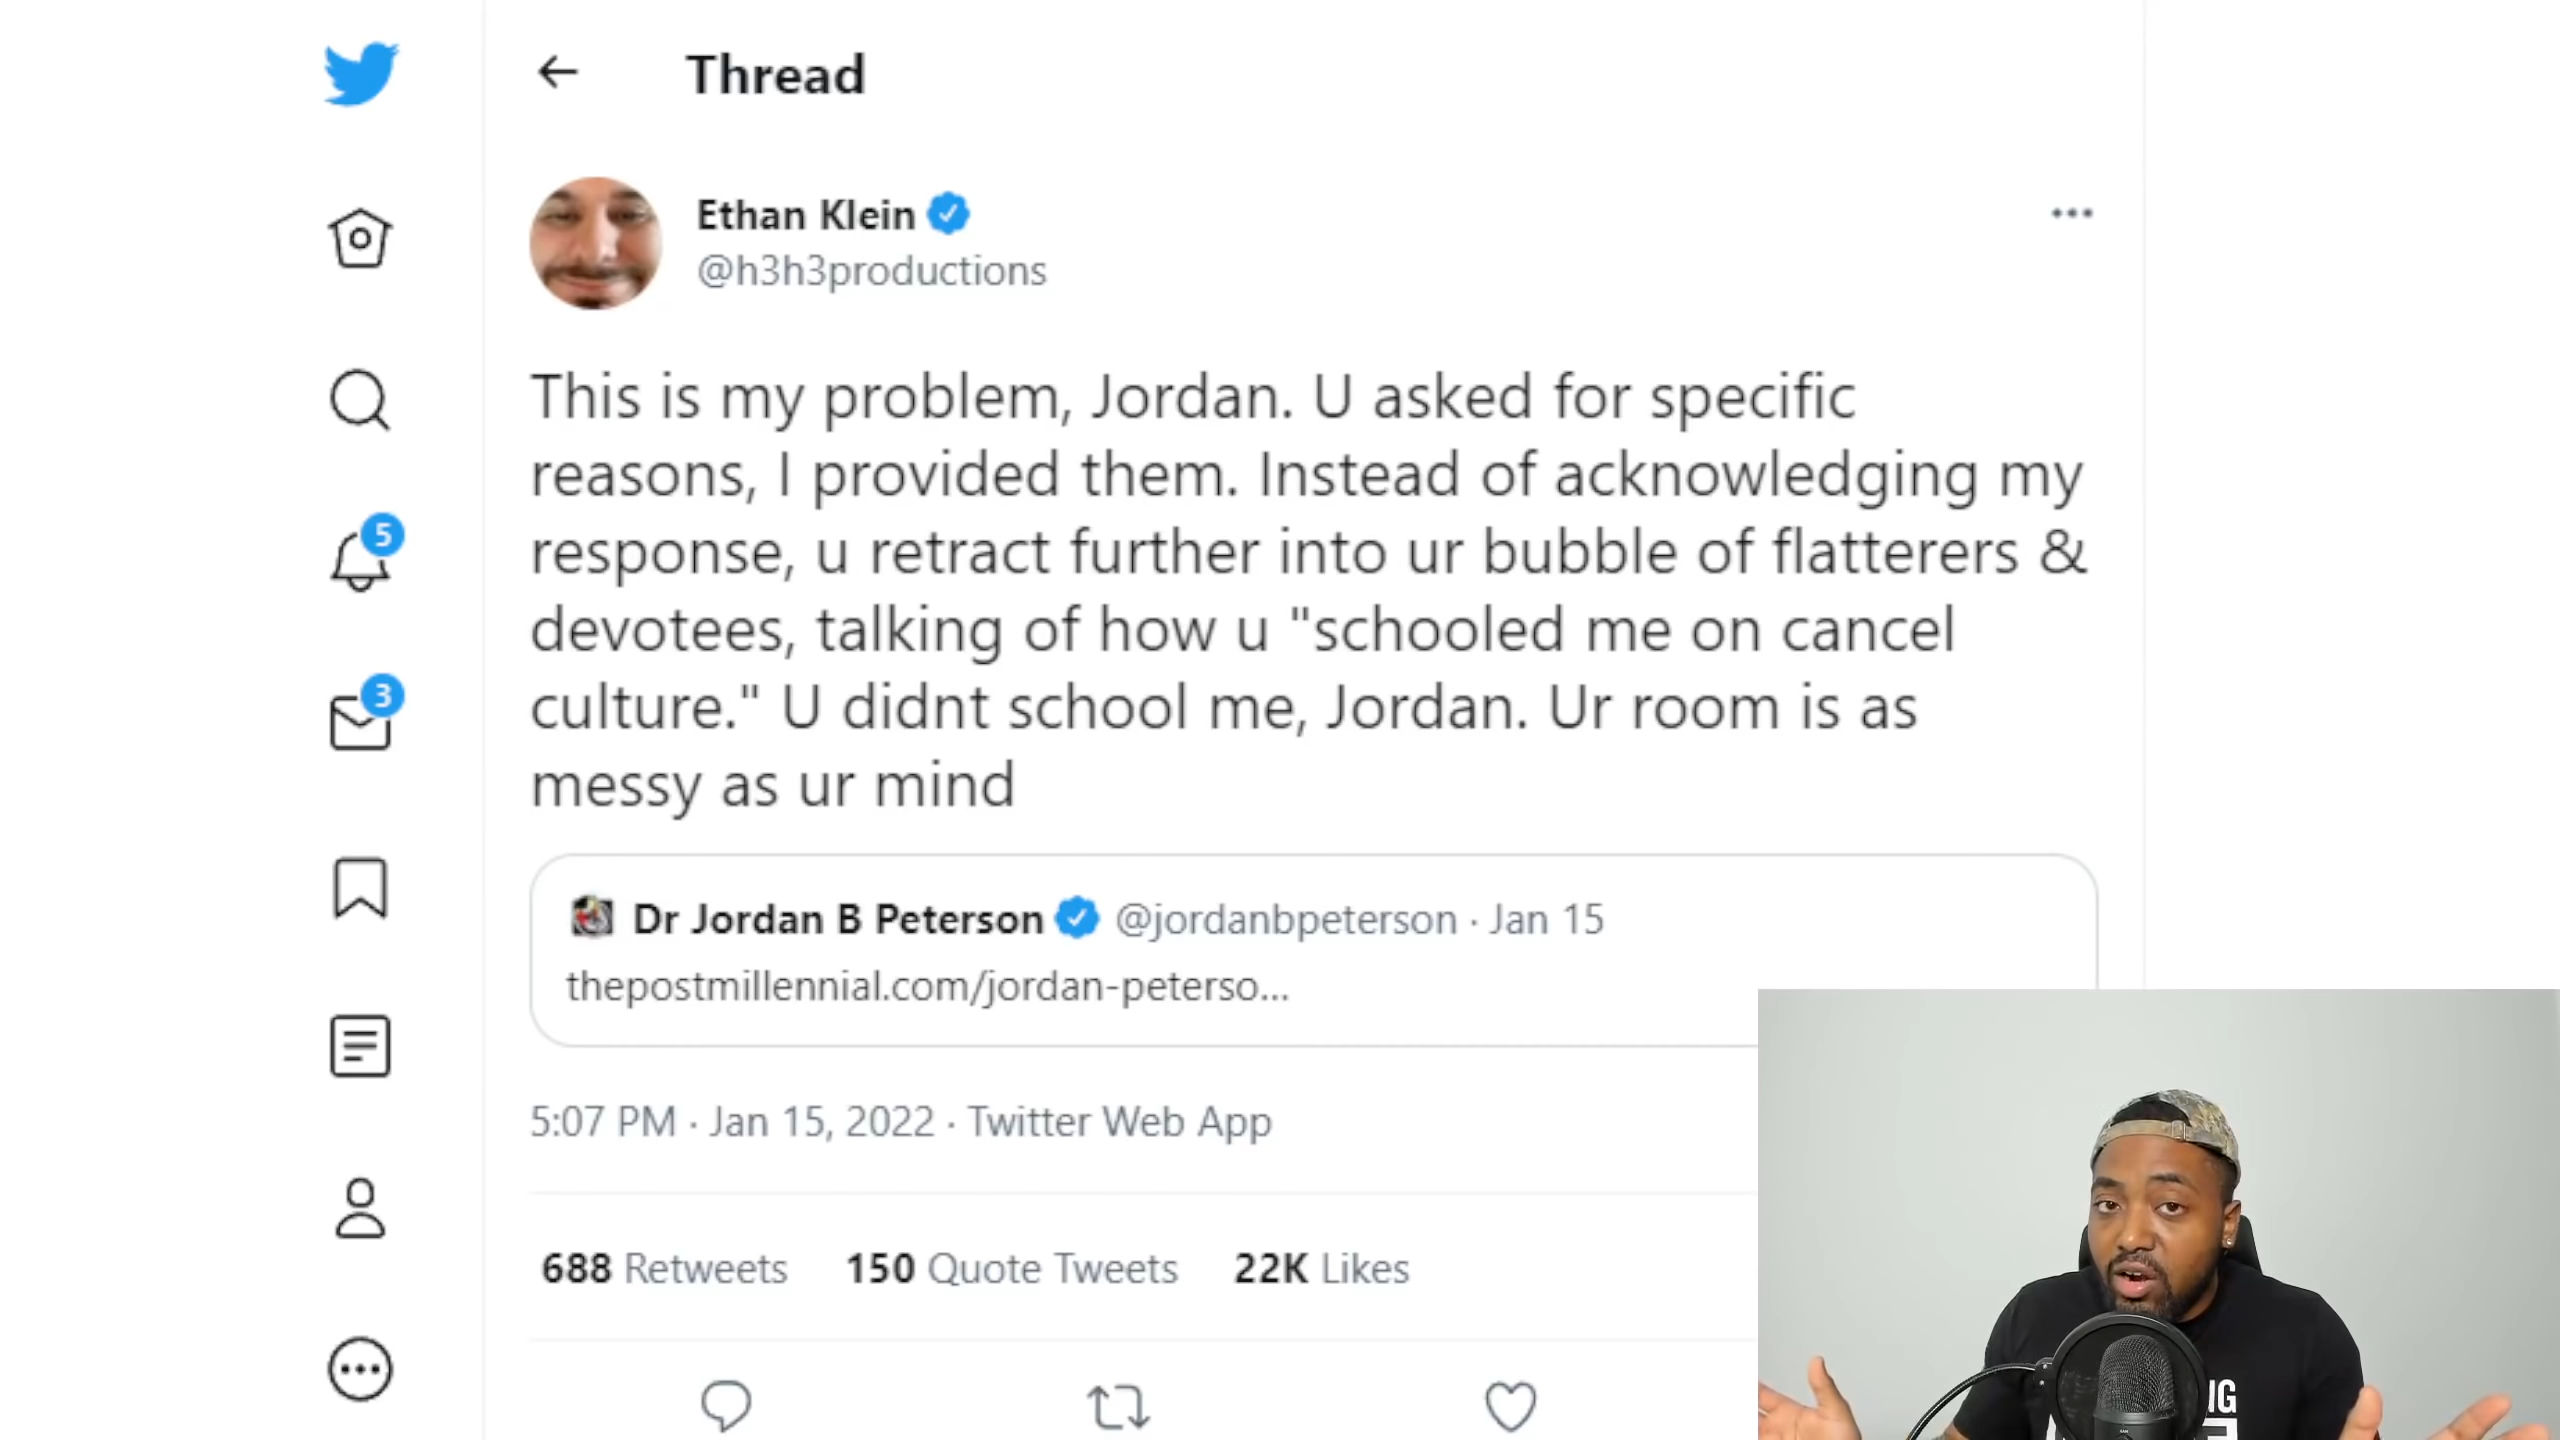 Thread
Ethan Klein
@h3h3productions
This is my problem, Jordan. U asked for specific
reasons, I provided them. Instead of acknowledging my
response, u retract further into ur bubble of flatterers &
devotees, talking of how u "schooled me on cancel
culture." U didnt school me, Jordan. Ur room is as
messy as ur mind
5
3
Dr Jordan B Peterson @jordanbpeterson · Jan 15
thepostmillennial.com/jordan-peterso...
5:07 PM · Jan 15, 2022 · Twitter Web App
688 Retweets 150 Quote Tweets 22K Likes